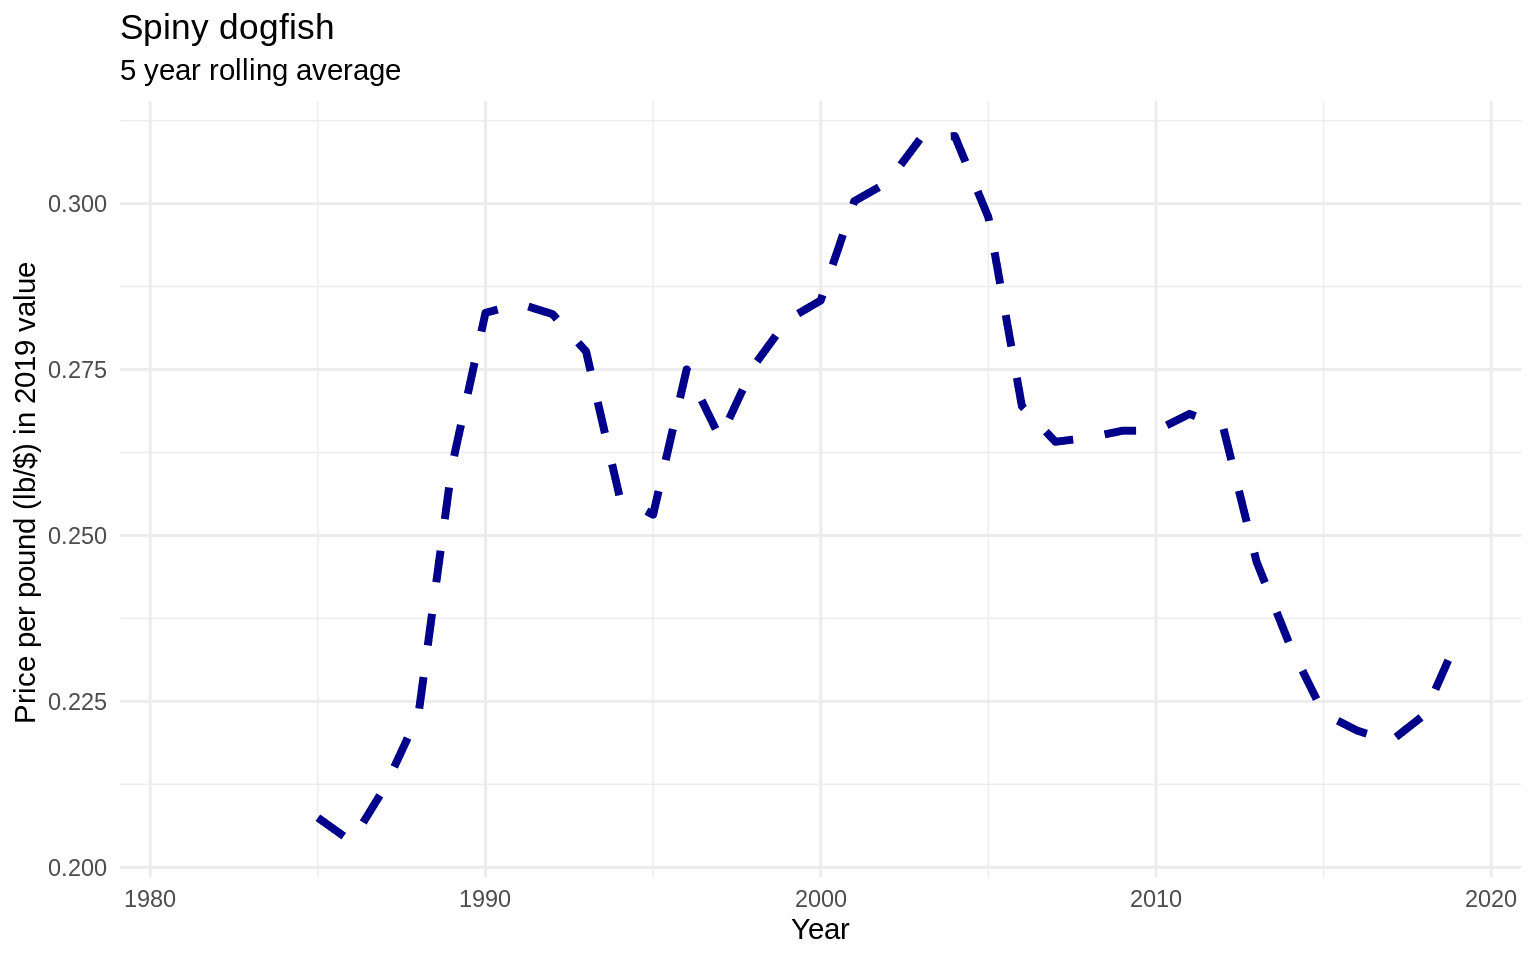 Spiny dogfish
5 year rolling average
Price per pound (lb/$) in 2019 value
0.300
0.275
0.250
0.225
0.200
1980 1990 2000 2010 2020
Year